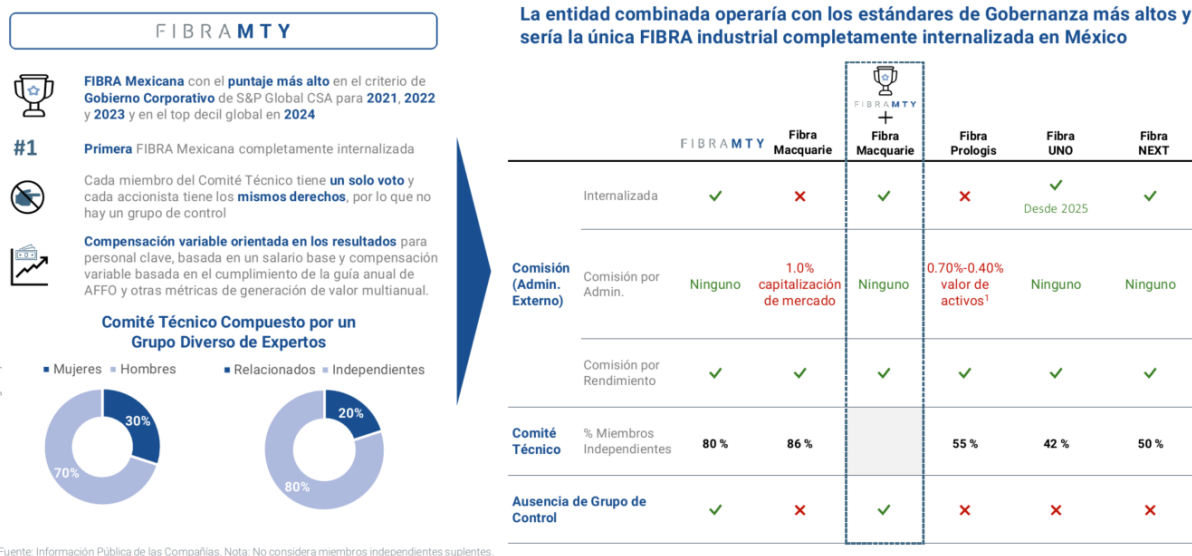 FIBRAMTY
FIBRA Mexicana con el puntaje más alto en el criterio de
Gobierno Corporativo de S&P Global CSA para 2021, 2022
y 2023 y en el top decil global en 2024
#1
Primera FIBRA Mexicana completamente internalizada
Cada miembro del Comité Técnico tiene un solo voto y
cada accionista tiene los mismos derechos, por lo que no
hay un grupo de control
Compensación variable orientada en los resultados para
personal clave, basada en un salario base y compensación
variable basada en el cumplimiento de la guía anual de
AFFO y otras métricas de generación de valor multianual.
Comité Técnico Compuesto por un
Grupo Diverso de Expertos
Mujeres Hombres
30%
70%
Relacionados Independientes
20%
80%
La entidad combinada operaría con los estándares de Gobernanza más altos y
sería la única FIBRA industrial completamente internalizada en México
FIBRAMTY
Fibra
Macquarie
FIBRAMTY
+
Fibra
Macquarie
Fibra
Prologis
Fibra
UNO
Fibra
NEXT
Internalizada ✓ × ✓ × ✓ ✓
Desde 2025
Comisión
(Admin.
Externo)
Comisión por
Admin.
Ninguno
1.0%
capitalización
de mercado
Ninguno
0.70%-0.40%
valor de
activos¹
Ninguno
Ninguno
Comisión por
Rendimiento
✓ ✓ ✓ ✓ ✓ ✓
Comité
Técnico
% Miembros
Independientes
80 % 86 % 55 % 42 % 50 %
Ausencia de Grupo de
Control
✓ × ✓ × × ×
Fuente: Información Pública de las Compañías. Nota: No considera miembros independientes suplentes.